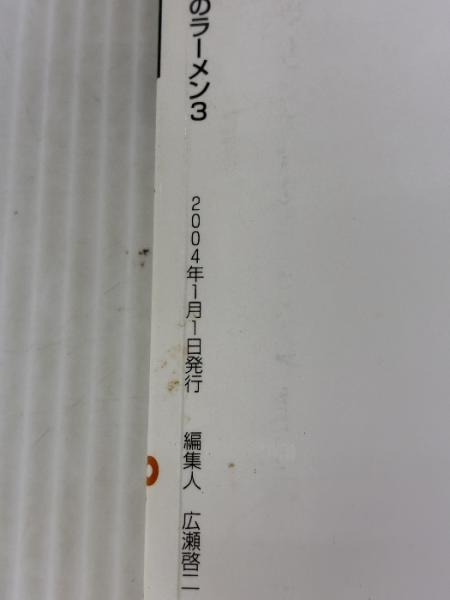 のラーメン3
2004年1月1日発行
編集人 広瀬啓二